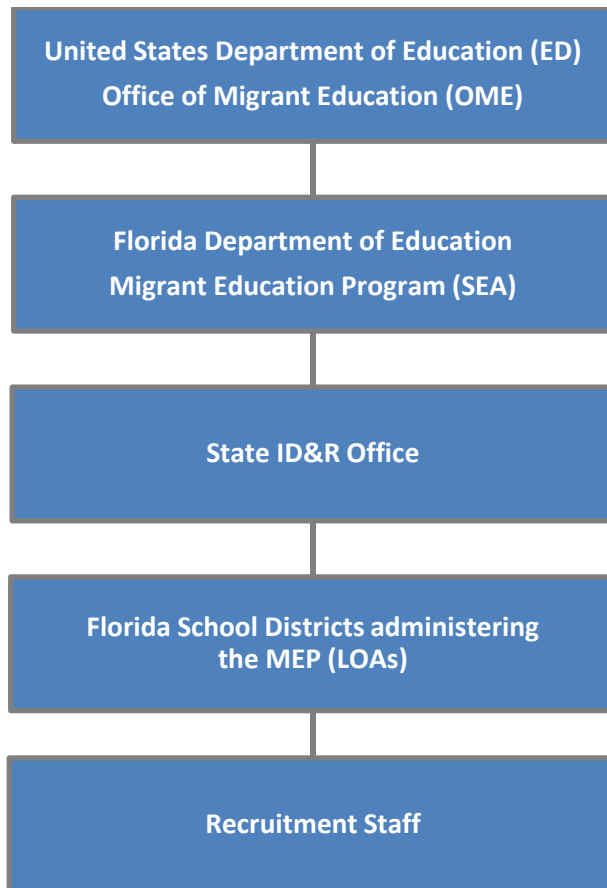 United States Department of Education (ED)
Office of Migrant Education (OME)
Florida Department of Education
Migrant Education Program (SEA)
State ID&R Office
Florida School Districts administering
the MEP (LOAs)
Recruitment Staff